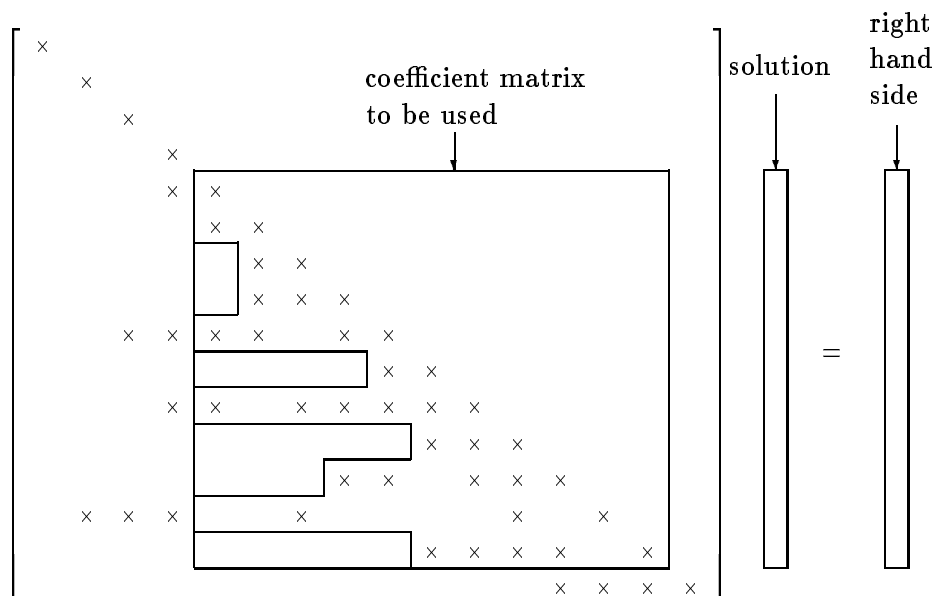 coefficient matrix
to be used
solution
right
hand
side
×
×
×
×
× ×
× ×
× ×
× × ×
× × × × × ×
=
× ×
× × × × × × ×
× × ×
× × × × ×
× × × × × ×
× × × × ×
× × × ×